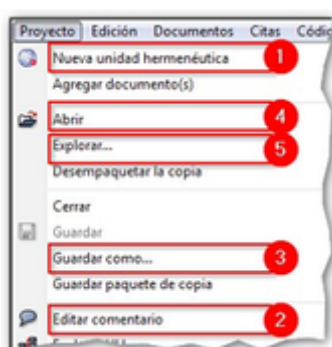 Proyecto Edición Documentos Citas
Nueva unidad hermenéutica 1
Agregar documento(s)
Abrir 4
Explorar... 5
Desempaquetar la copia
Cerrar
Guardar
Guardar como... 3
Guardar paquete de copia
Editar comentario 2